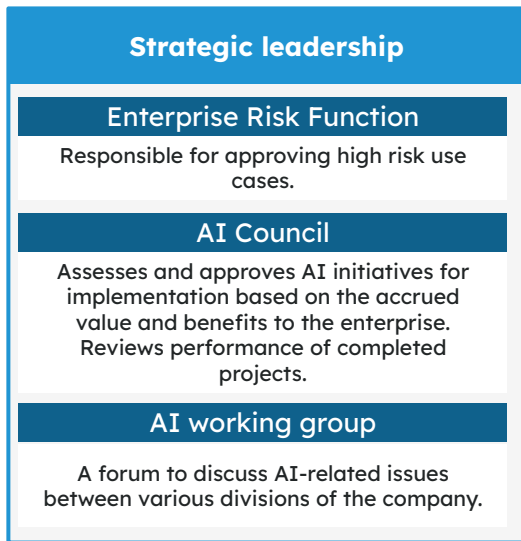 Strategic leadership
Enterprise Risk Function
Responsible for approving high risk use
cases.
AI Council
Assesses and approves AI initiatives for
implementation based on the accrued
value and benefits to the enterprise.
Reviews performance of completed
projects.
AI working group
A forum to discuss AI-related issues
between various divisions of the company.